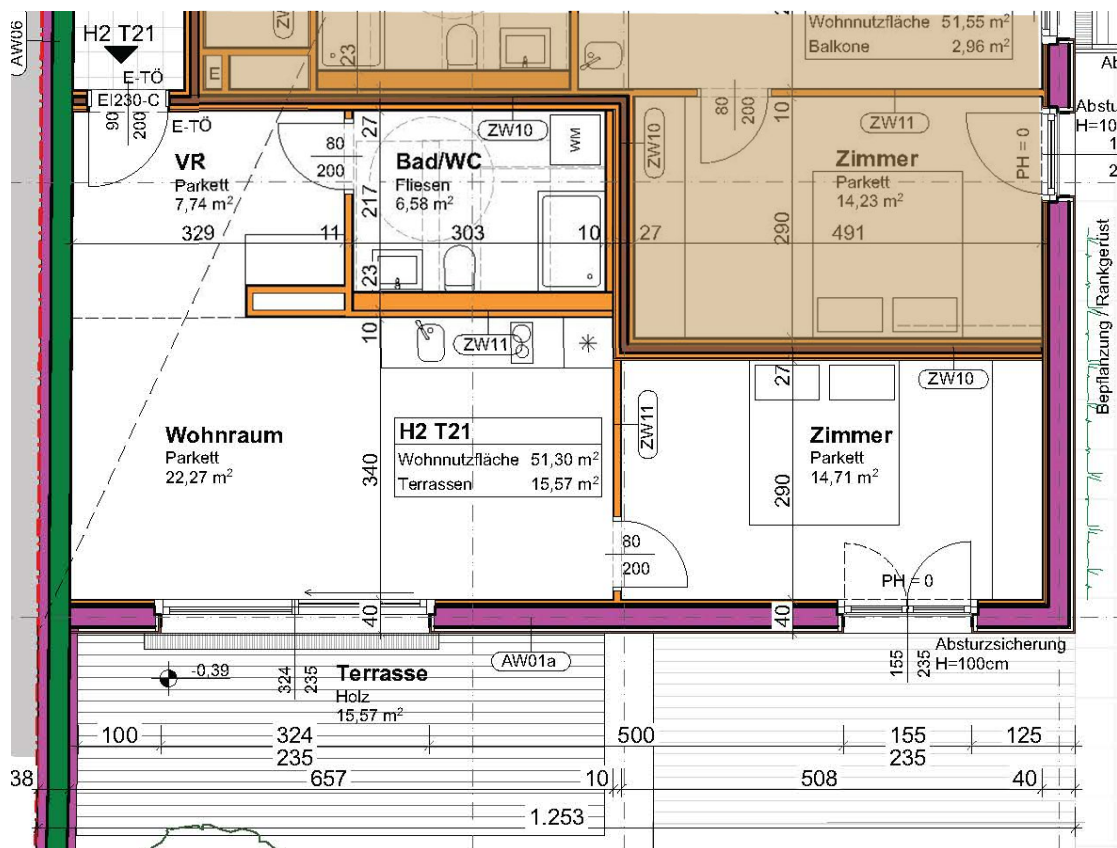 AW06
H2 T21
E-TÖ
EI230-C
90
200
E-TÖ
E
23
Wohnnutzfläche 51,55 m²
Balkone 2,96 m²
80
200
10
ZW10
ZW10
ZW11
PH = 0
H=100
VR
Parkett
7,74 m²
80
200
27
Bad/WC
Fliesen
6,58 m²
WM
Zimmer
Parkett
14,23 m²
217
290
329
11
303
10
27
491
23
10
ZW11
ZW10
Bepflanzung / Rankgerüst
Wohnraum
Parkett
22,27 m²
340
H2 T21
Wohnnutzfläche 51,30 m²
Terrassen 15,57 m²
ZW11
27
Zimmer
Parkett
14,71 m²
290
80
200
PH = 0
40
40
AW01a
Absturzsicherung
H=100cm
-0,39
324
235
Terrasse
Holz
15,57 m²
155
235
100
324
235
500
155
235
125
38
657
10
508
40
1.253